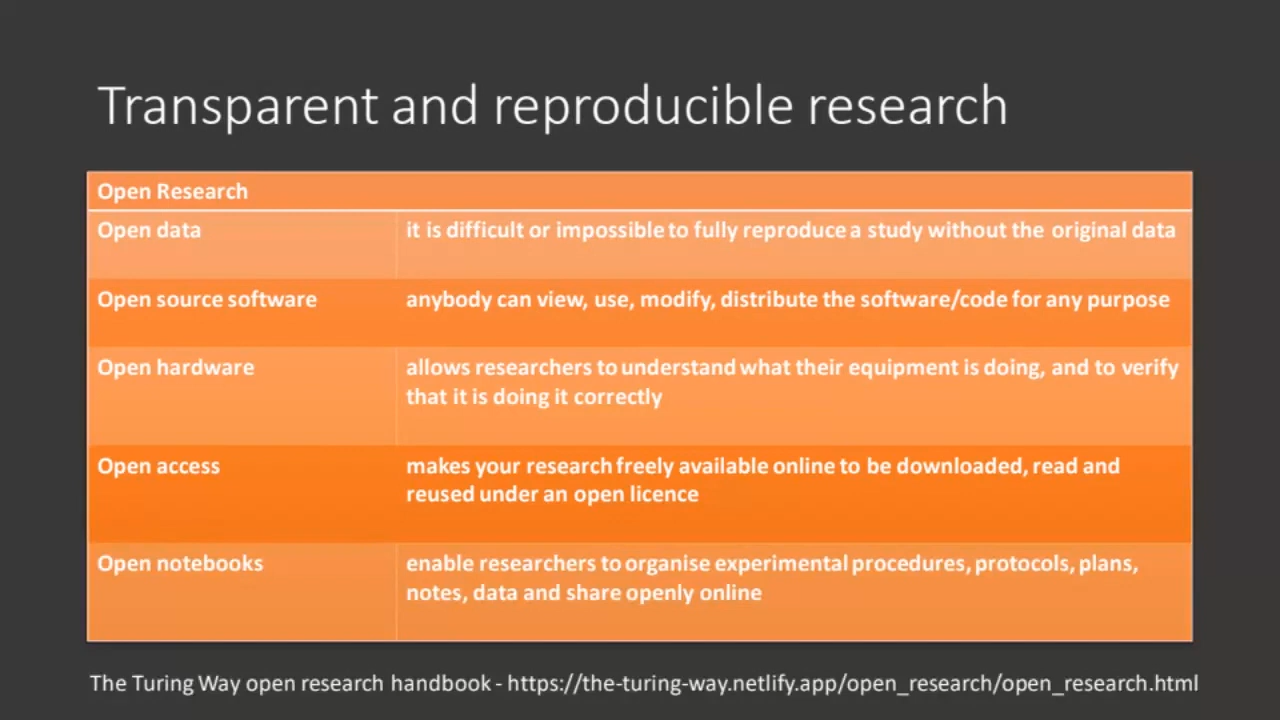 Transparent and reproducible research
Open Research
Open data
it is difficult or impossible to fully reproduce a study without the original data
Open source software
anybody can view, use, modify, distribute the software/code for any purpose
Open hardware
allows researchers to understand what their equipment is doing, and to verify
that it is doing it correctly
Open access
makes your research freely available online to be downloaded, read and
reused under an open licence
Open notebooks
enable researchers to organise experimental procedures, protocols, plans,
notes, data and share openly online
The Turing Way open research handbook - https://the-turing-way.netlify.app/open_research/open_research.html